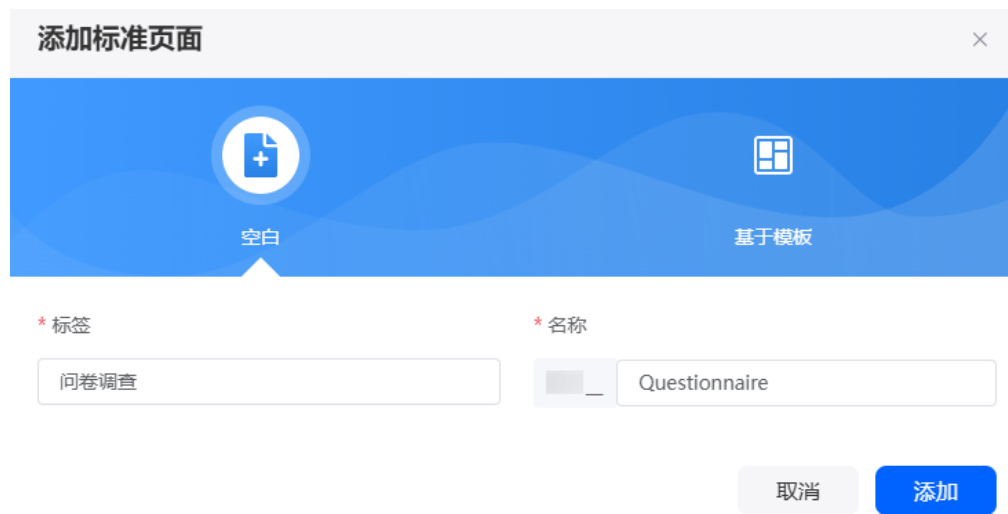 添加标准页面
空白
基于模板
* 标签
* 名称
问卷调查
__
Questionnaire
取消
添加